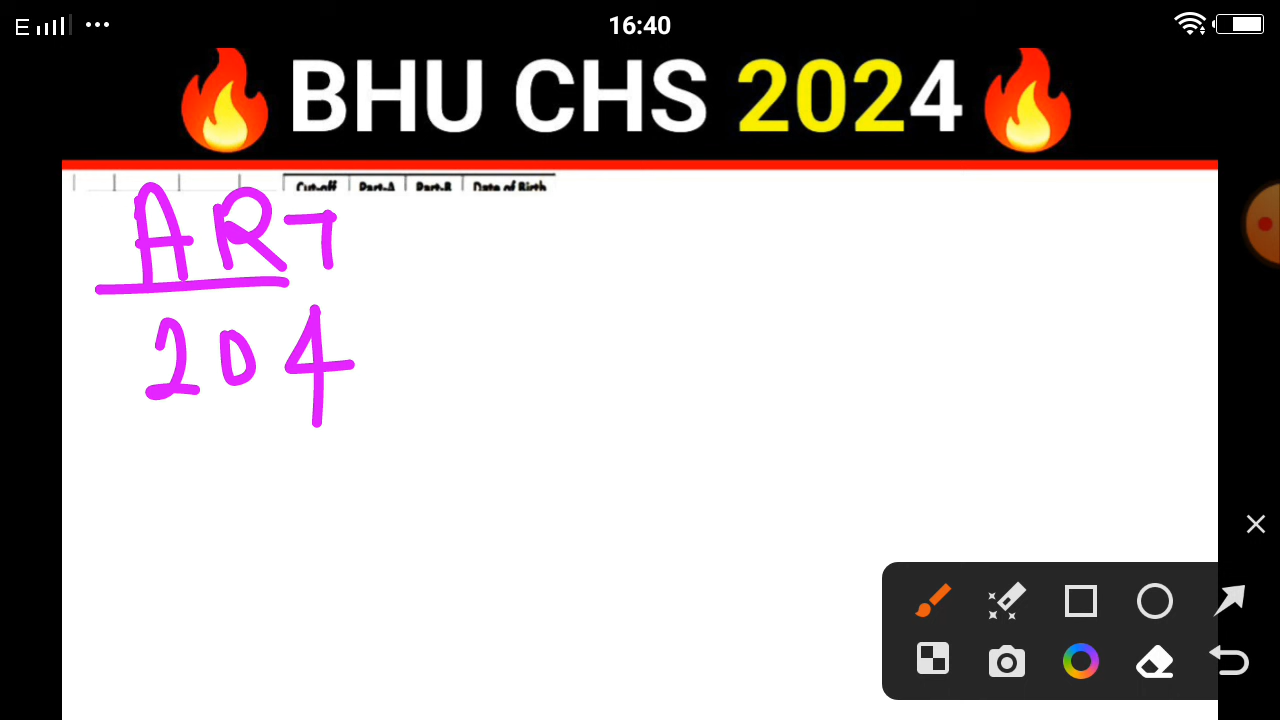 E 16:40
BHU CHS 2024
Cut-off Part-A Part-B Date of Birth
ART
204